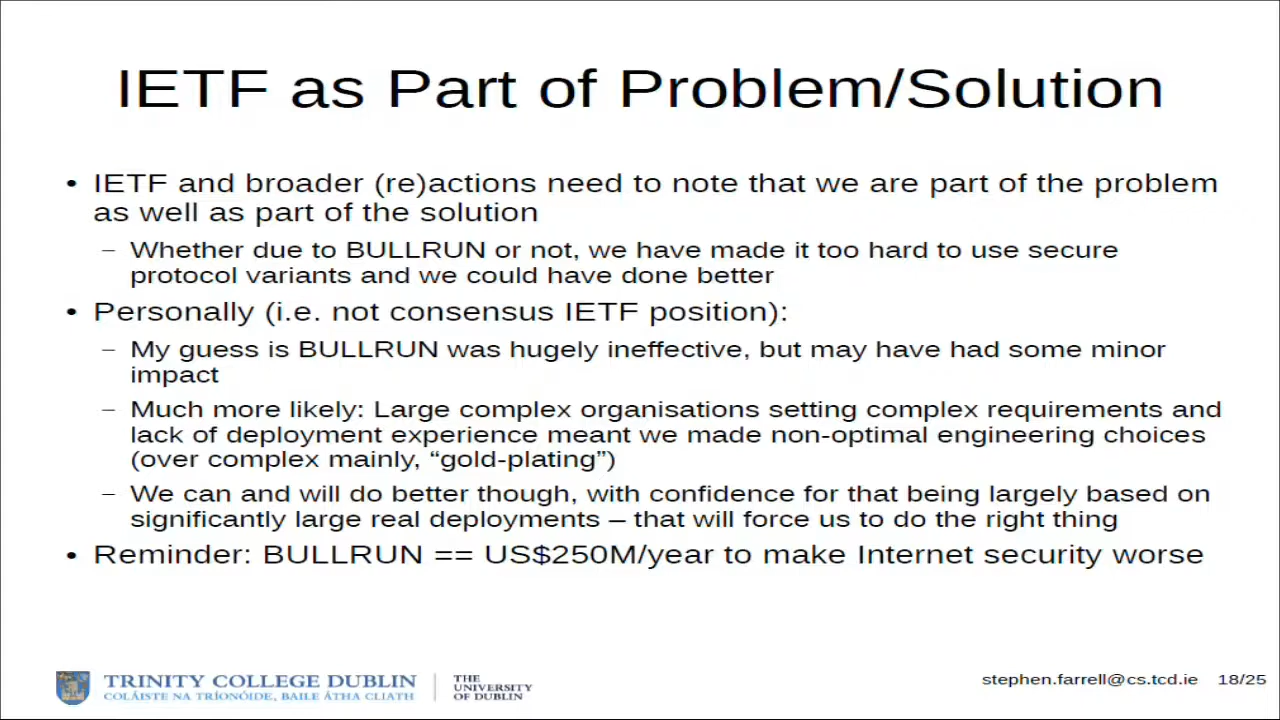 IETF as Part of Problem/Solution
• IETF and broader (re)actions need to note that we are part of the problem
as well as part of the solution
– Whether due to BULLRUN or not, we have made it too hard to use secure
protocol variants and we could have done better
• Personally (i.e. not consensus IETF position):
– My guess is BULLRUN was hugely ineffective, but may have had some minor
impact
– Much more likely: Large complex organisations setting complex requirements and
lack of deployment experience meant we made non-optimal engineering choices
(over complex mainly, “gold-plating”)
– We can and will do better though, with confidence for that being largely based on
significantly large real deployments – that will force us to do the right thing
• Reminder: BULLRUN == US$250M/year to make Internet security worse
TRINITY COLLEGE DUBLIN
COLÁISTE NA TRÍONÓIDE, BAILE ÁTHA CLIATH
THE
UNIVERSITY
OF DUBLIN
stephen.farrell@cs.tcd.ie 18/25